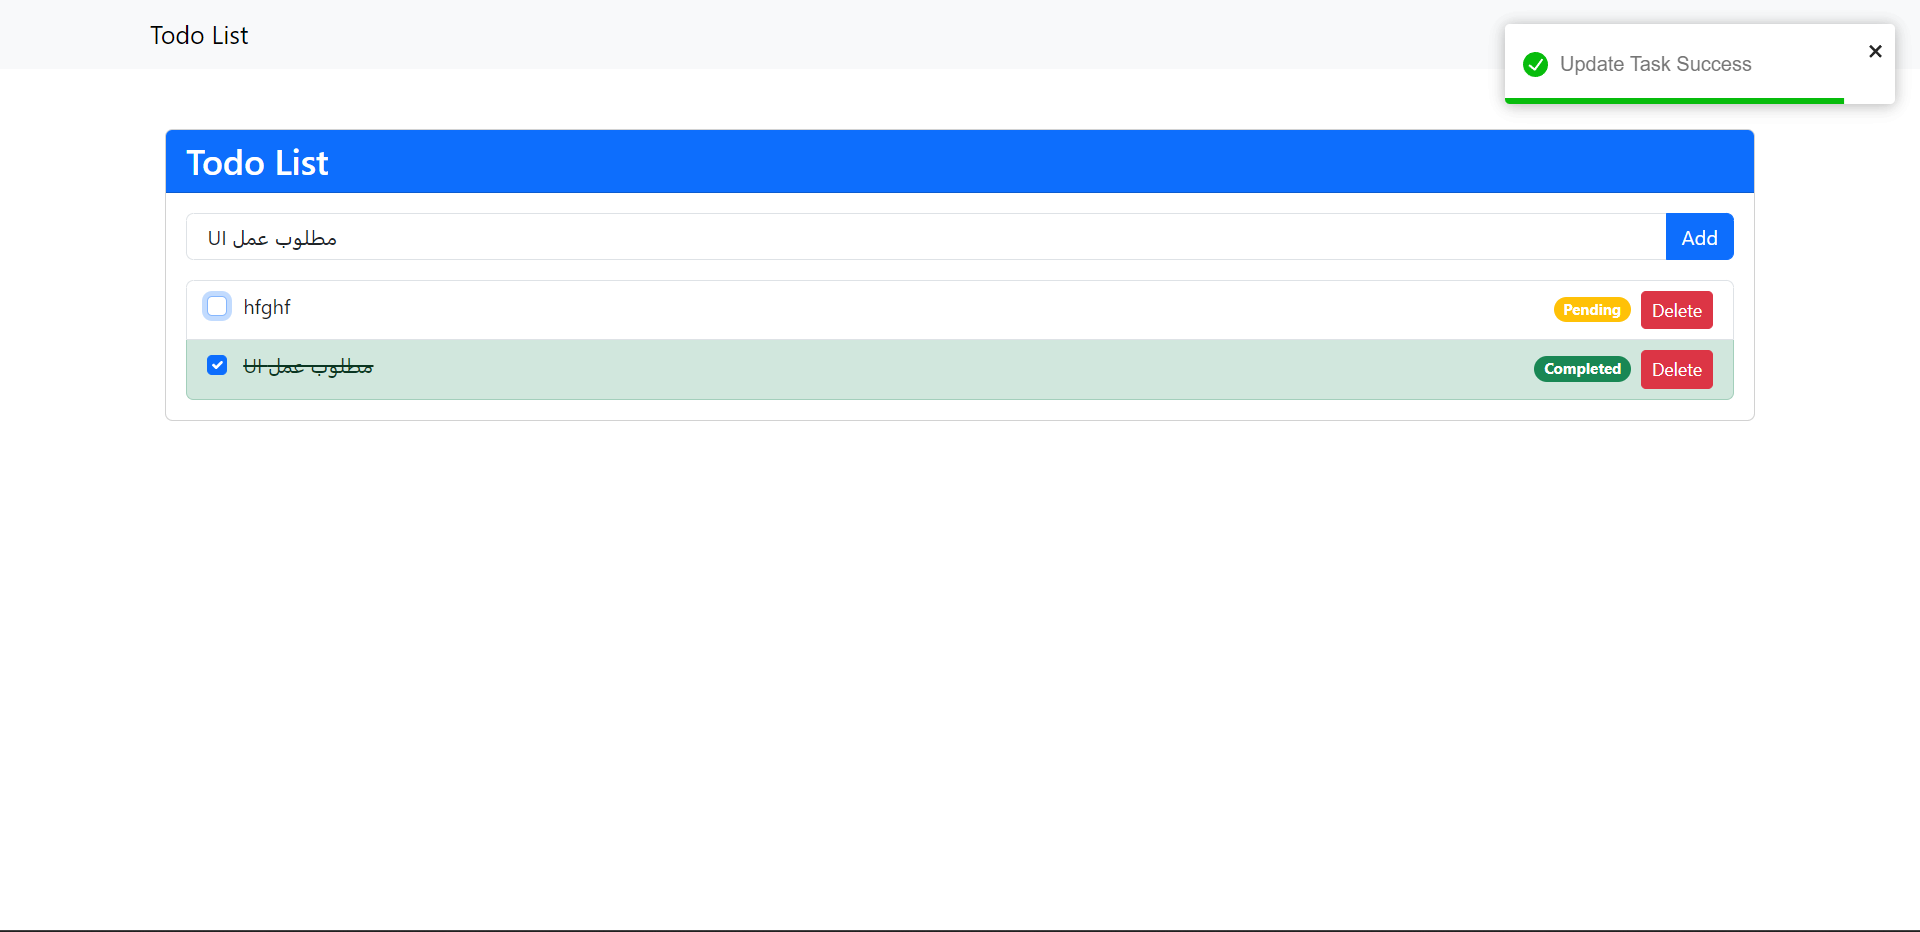 Todo List
Update Task Success
Todo List
مطلوب عمل UI
Add
hfghf
Pending
Delete
مطلوب عمل UI
Completed
Delete